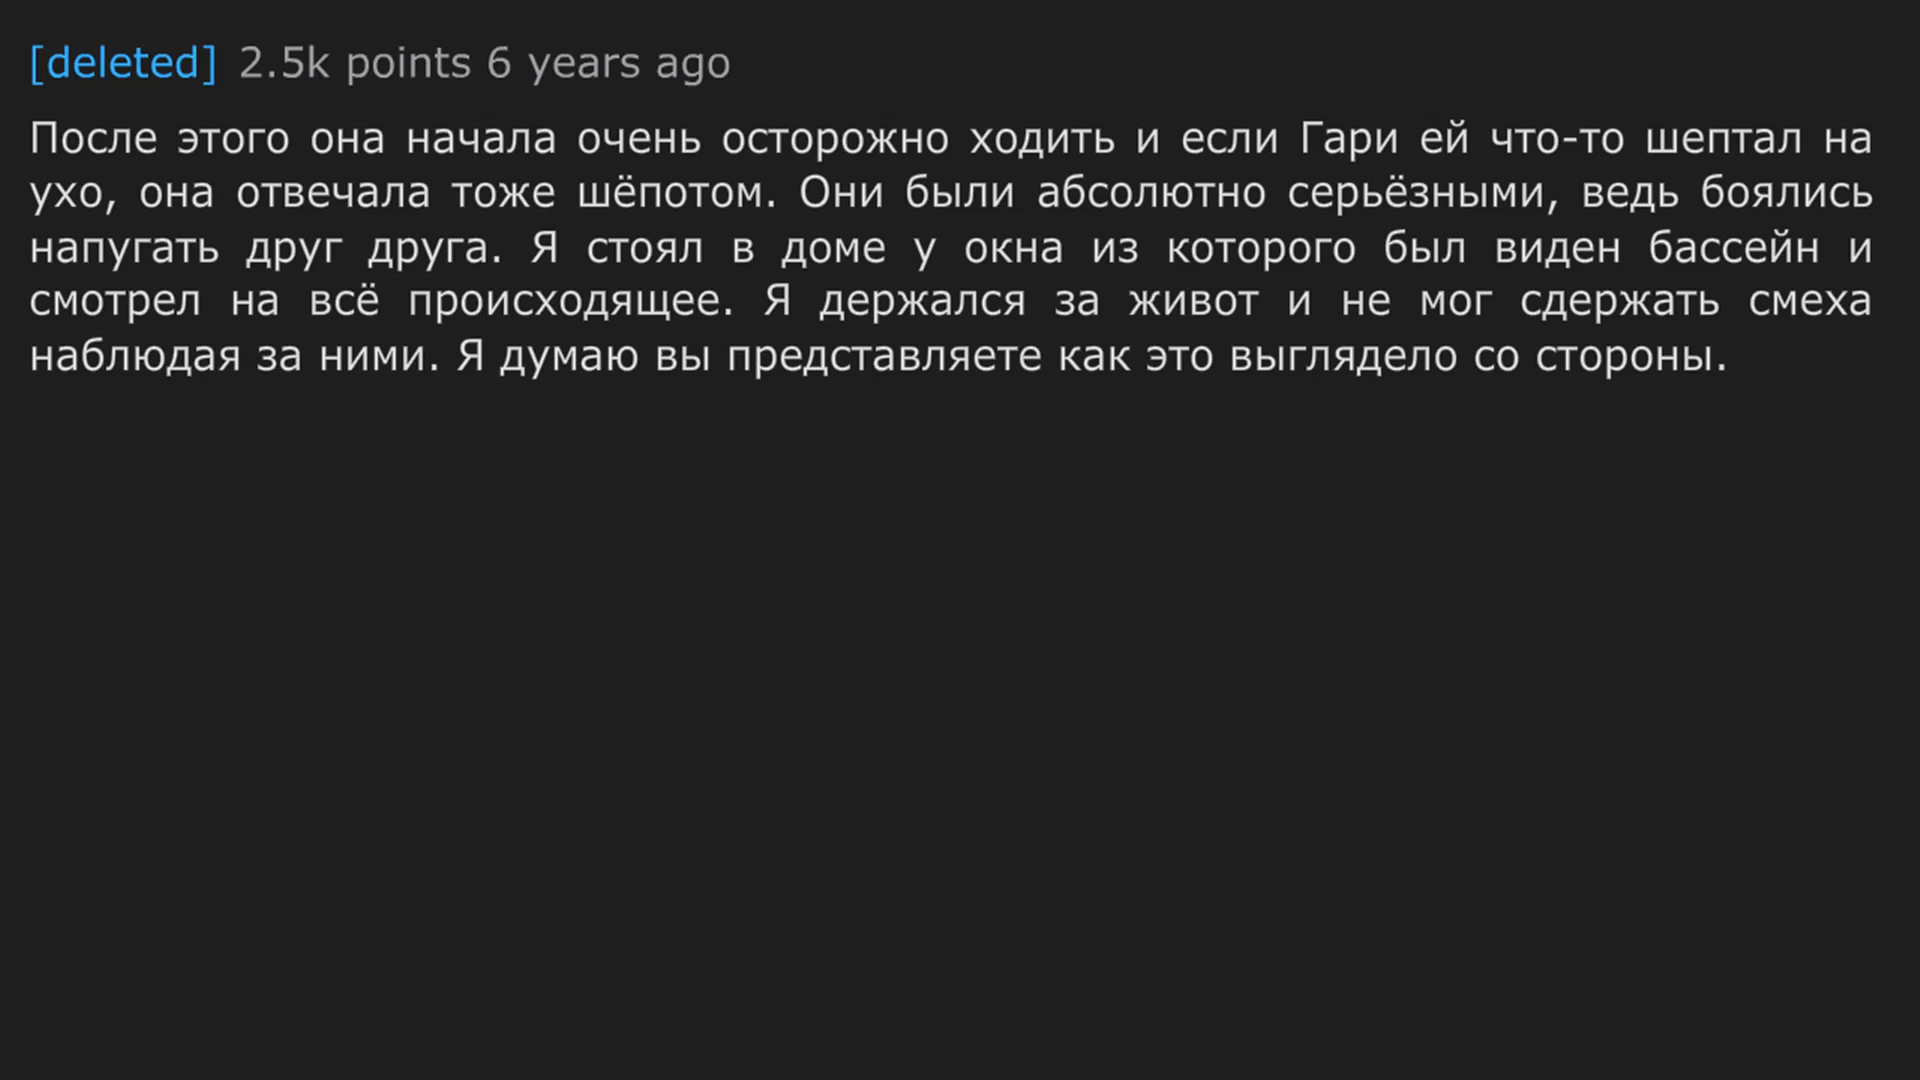 [deleted] 2.5k points 6 years ago
После этого она начала очень осторожно ходить и если Гари ей что-то шептал на
ухо, она отвечала тоже шёпотом. Они были абсолютно серьёзными, ведь боялись
напугать друг друга. Я стоял в доме у окна из которого был виден бассейн и
смотрел на всё происходящее. Я держался за живот и не мог сдержать смеха
наблюдая за ними. Я думаю вы представляете как это выглядело со стороны.